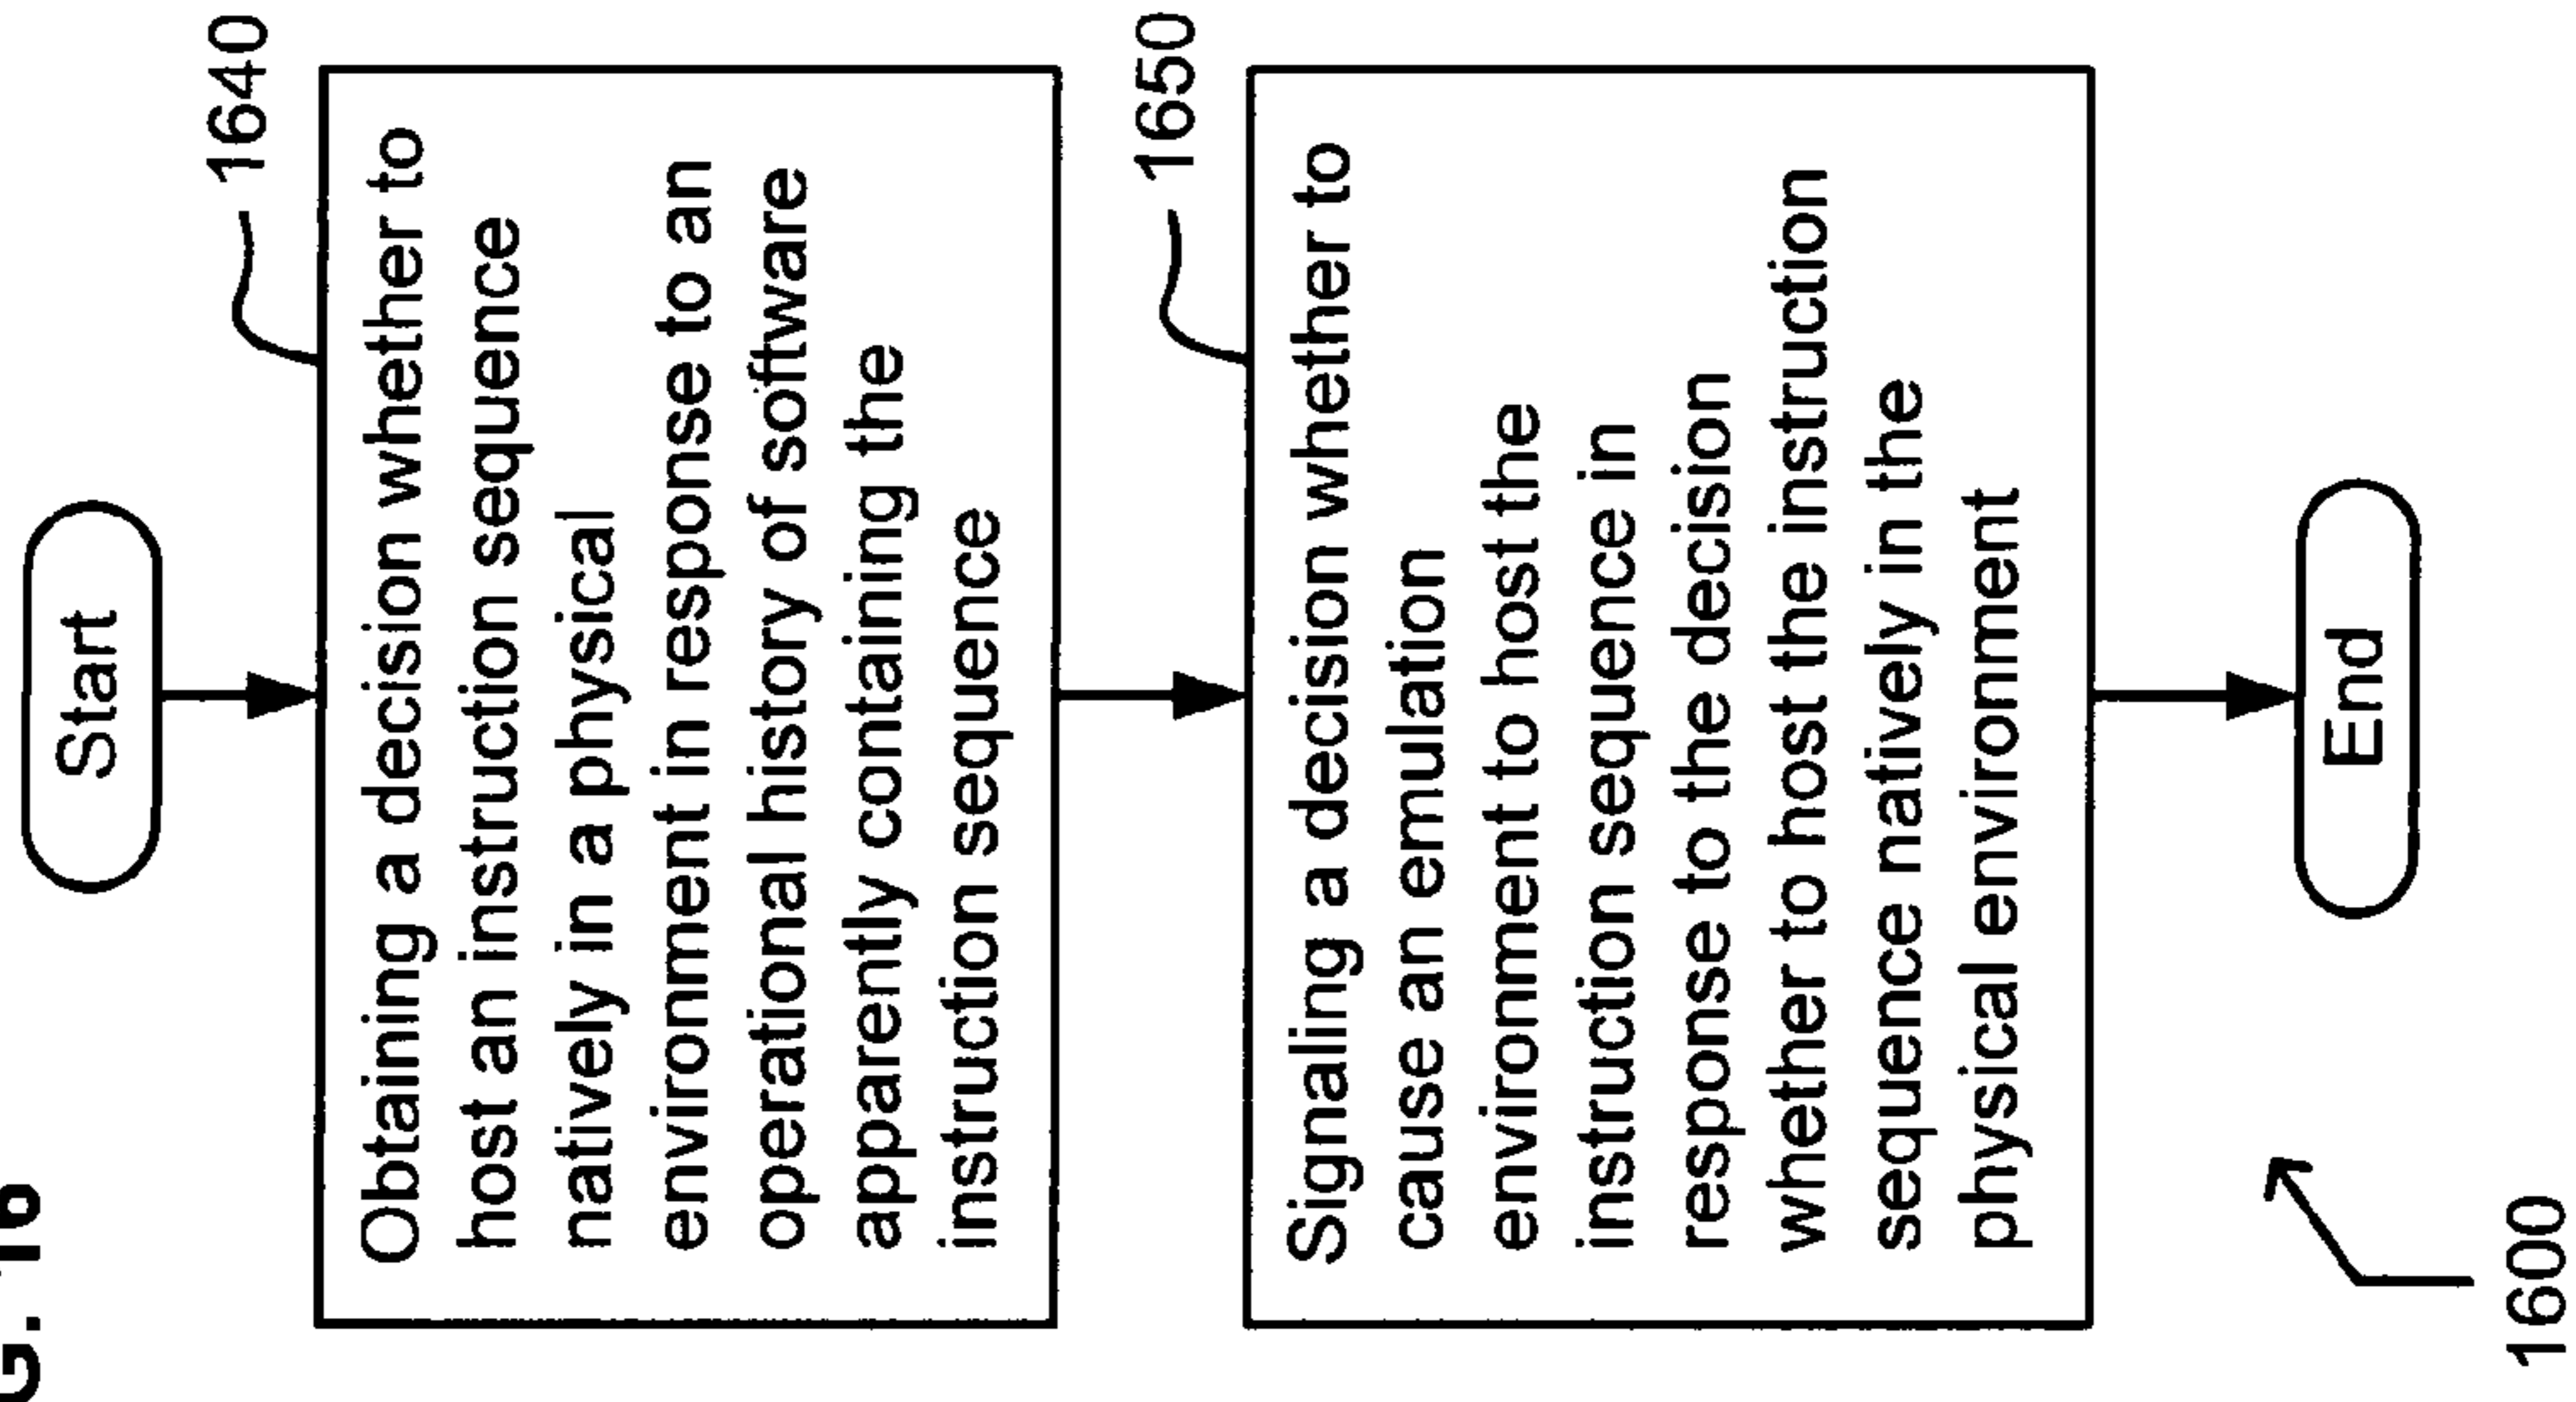 G. 16
Start
1640
Obtaining a decision whether to
host an instruction sequence
natively in a physical
environment in response to an
operational history of software
apparently containing the
instruction sequence
1650
Signaling a decision whether to
cause an emulation
environment to host the
instruction sequence in
response to the decision
whether to host the instruction
sequence natively in the
physical environment
End
1600